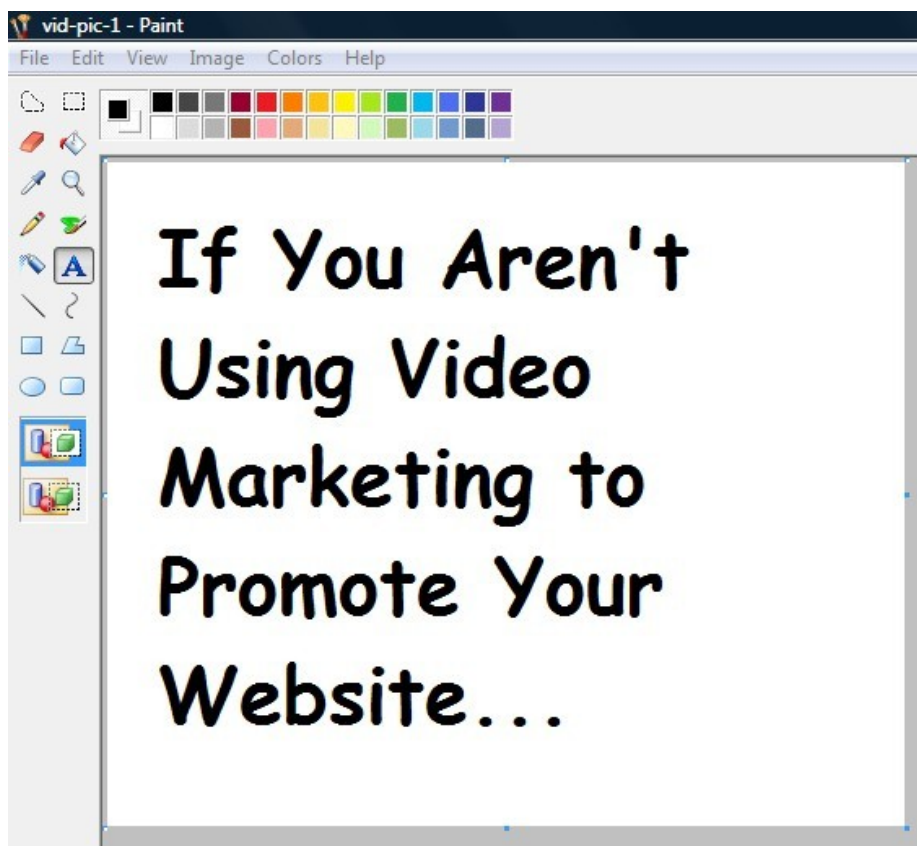 vid-pic-1 - Paint
File Edit View Image Colors Help
A
If You Aren't
Using Video
Marketing to
Promote Your
Website...